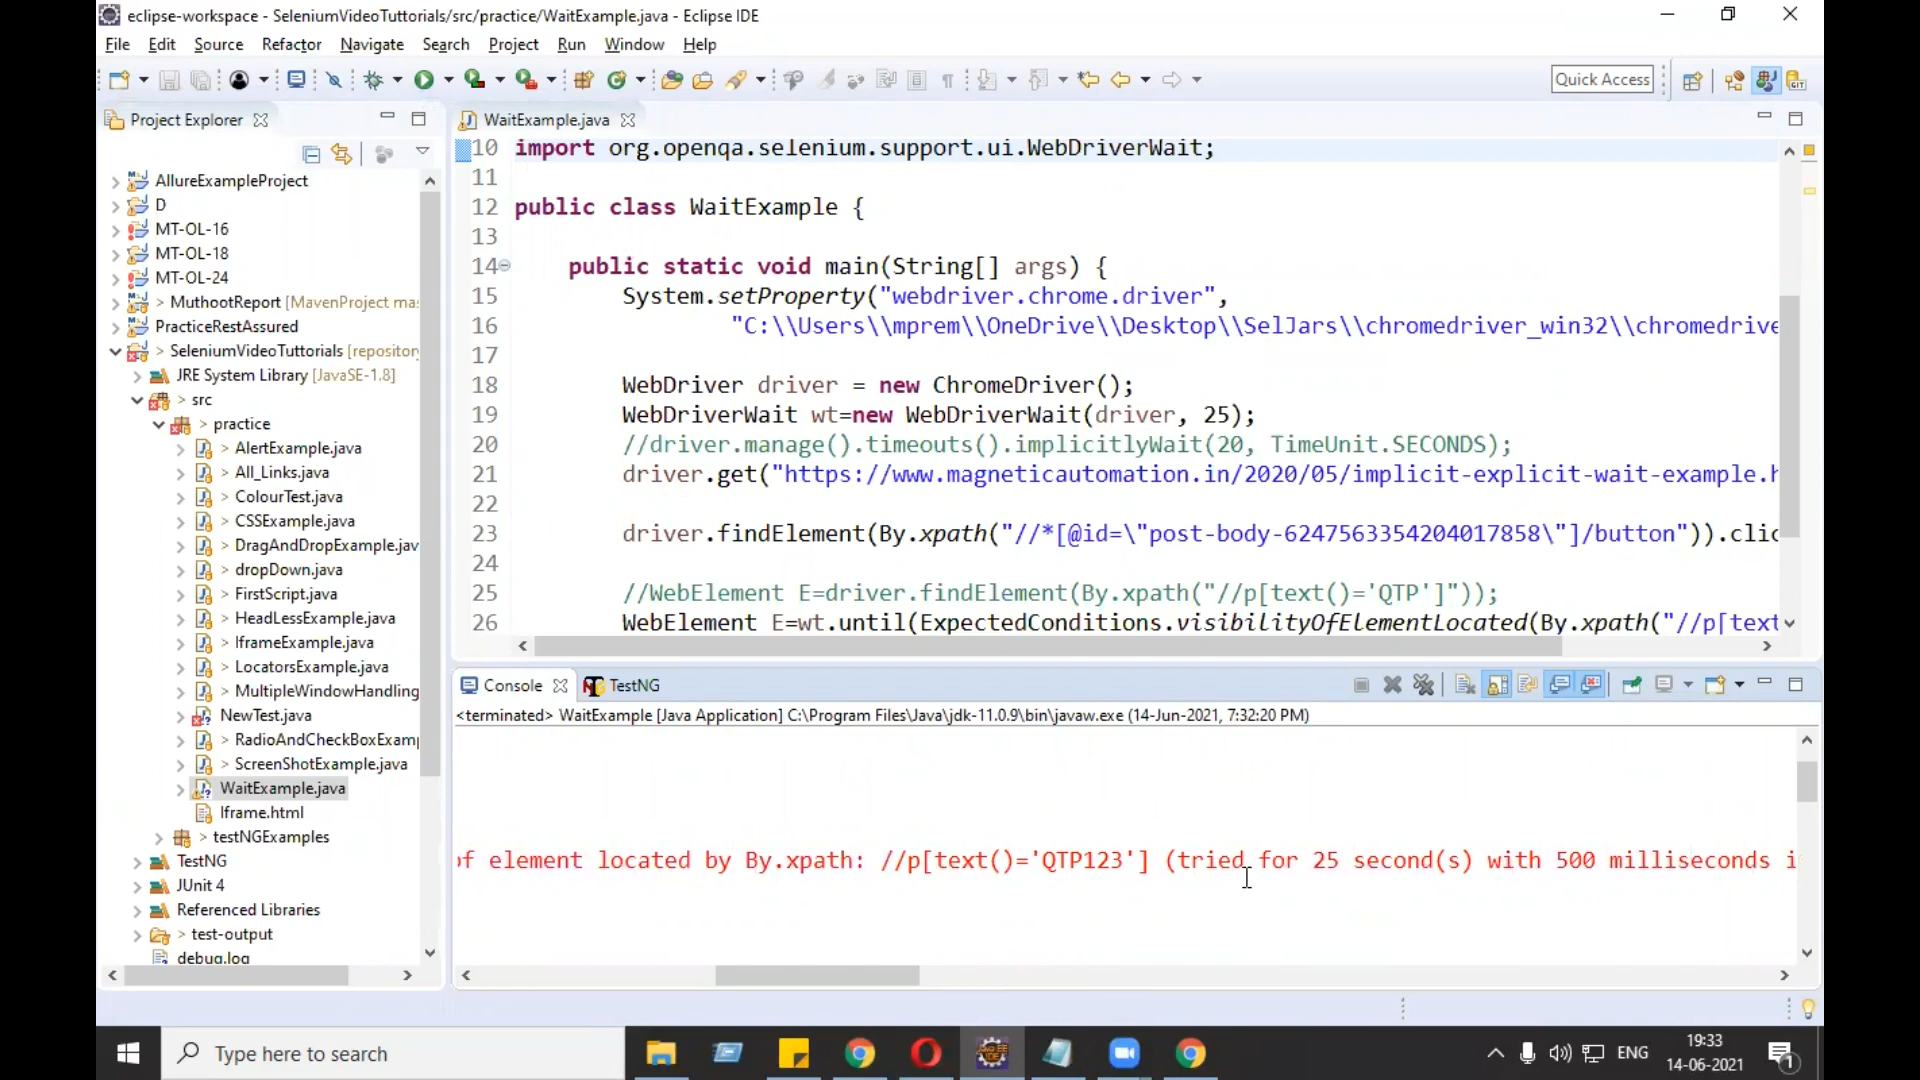 eclipse-workspace - SeleniumVideoTuttorials/src/practice/WaitExample.java - Eclipse IDE
File Edit Source Refactor Navigate Search Project Run Window Help
Quick Access
Project Explorer
AllureExampleProject
D
MT-OL-16
MT-OL-18
MT-OL-24
> MuthootReport [MavenProject mas
PracticeRestAssured
> SeleniumVideoTuttorials [repository
JRE System Library [JavaSE-1.8]
> src
> practice
> AlertExample.java
> All_Links.java
> ColourTest.java
> CSSExample.java
> DragAndDropExample.jav
> dropDown.java
> FirstScript.java
> HeadLessExample.java
> IframeExample.java
> LocatorsExample.java
> MultipleWindowHandling
NewTest.java
> RadioAndCheckBoxExamp
> ScreenShotExample.java
WaitExample.java
Iframe.html
> testNGExamples
TestNG
JUnit 4
Referenced Libraries
> test-output
debug.log
WaitExample.java
10 import org.openqa.selenium.support.ui.WebDriverWait;
11
12 public class WaitExample {
13
14 public static void main(String[] args) {
15 System.setProperty("webdriver.chrome.driver",
16 "C:\\Users\\mprem\\OneDrive\\Desktop\\SelJars\\chromedriver_win32\\chromedrive
17
18 WebDriver driver = new ChromeDriver();
19 WebDriverWait wt=new WebDriverWait(driver, 25);
20 //driver.manage().timeouts().implicitlyWait(20, TimeUnit.SECONDS);
21 driver.get("https://www.magneticautomation.in/2020/05/implicit-explicit-wait-example.h
22
23 driver.findElement(By.xpath("//*[@id=\"post-body-6247563354204017858\"]/button")).clic
24
25 //WebElement E=driver.findElement(By.xpath("//p[text()='QTP']"));
26 WebElement E=wt.until(ExpectedConditions.visibilityOfElementLocated(By.xpath("//p[text
Console TestNG
<terminated> WaitExample [Java Application] C:\Program Files\Java\jdk-11.0.9\bin\javaw.exe (14-Jun-2021, 7:32:20 PM)
of element located by By.xpath: //p[text()='QTP123'] (tried for 25 second(s) with 500 milliseconds i
Type here to search
ENG
19:33
14-06-2021
1